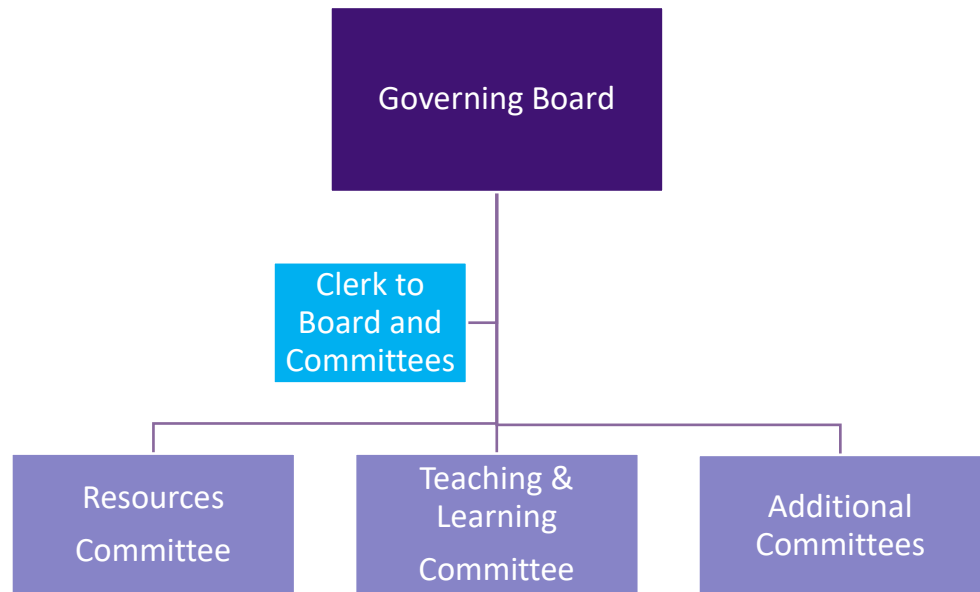 Governing Board
Clerk to
Board and
Committees
Resources
Committee
Teaching &
Learning
Committee
Additional
Committees